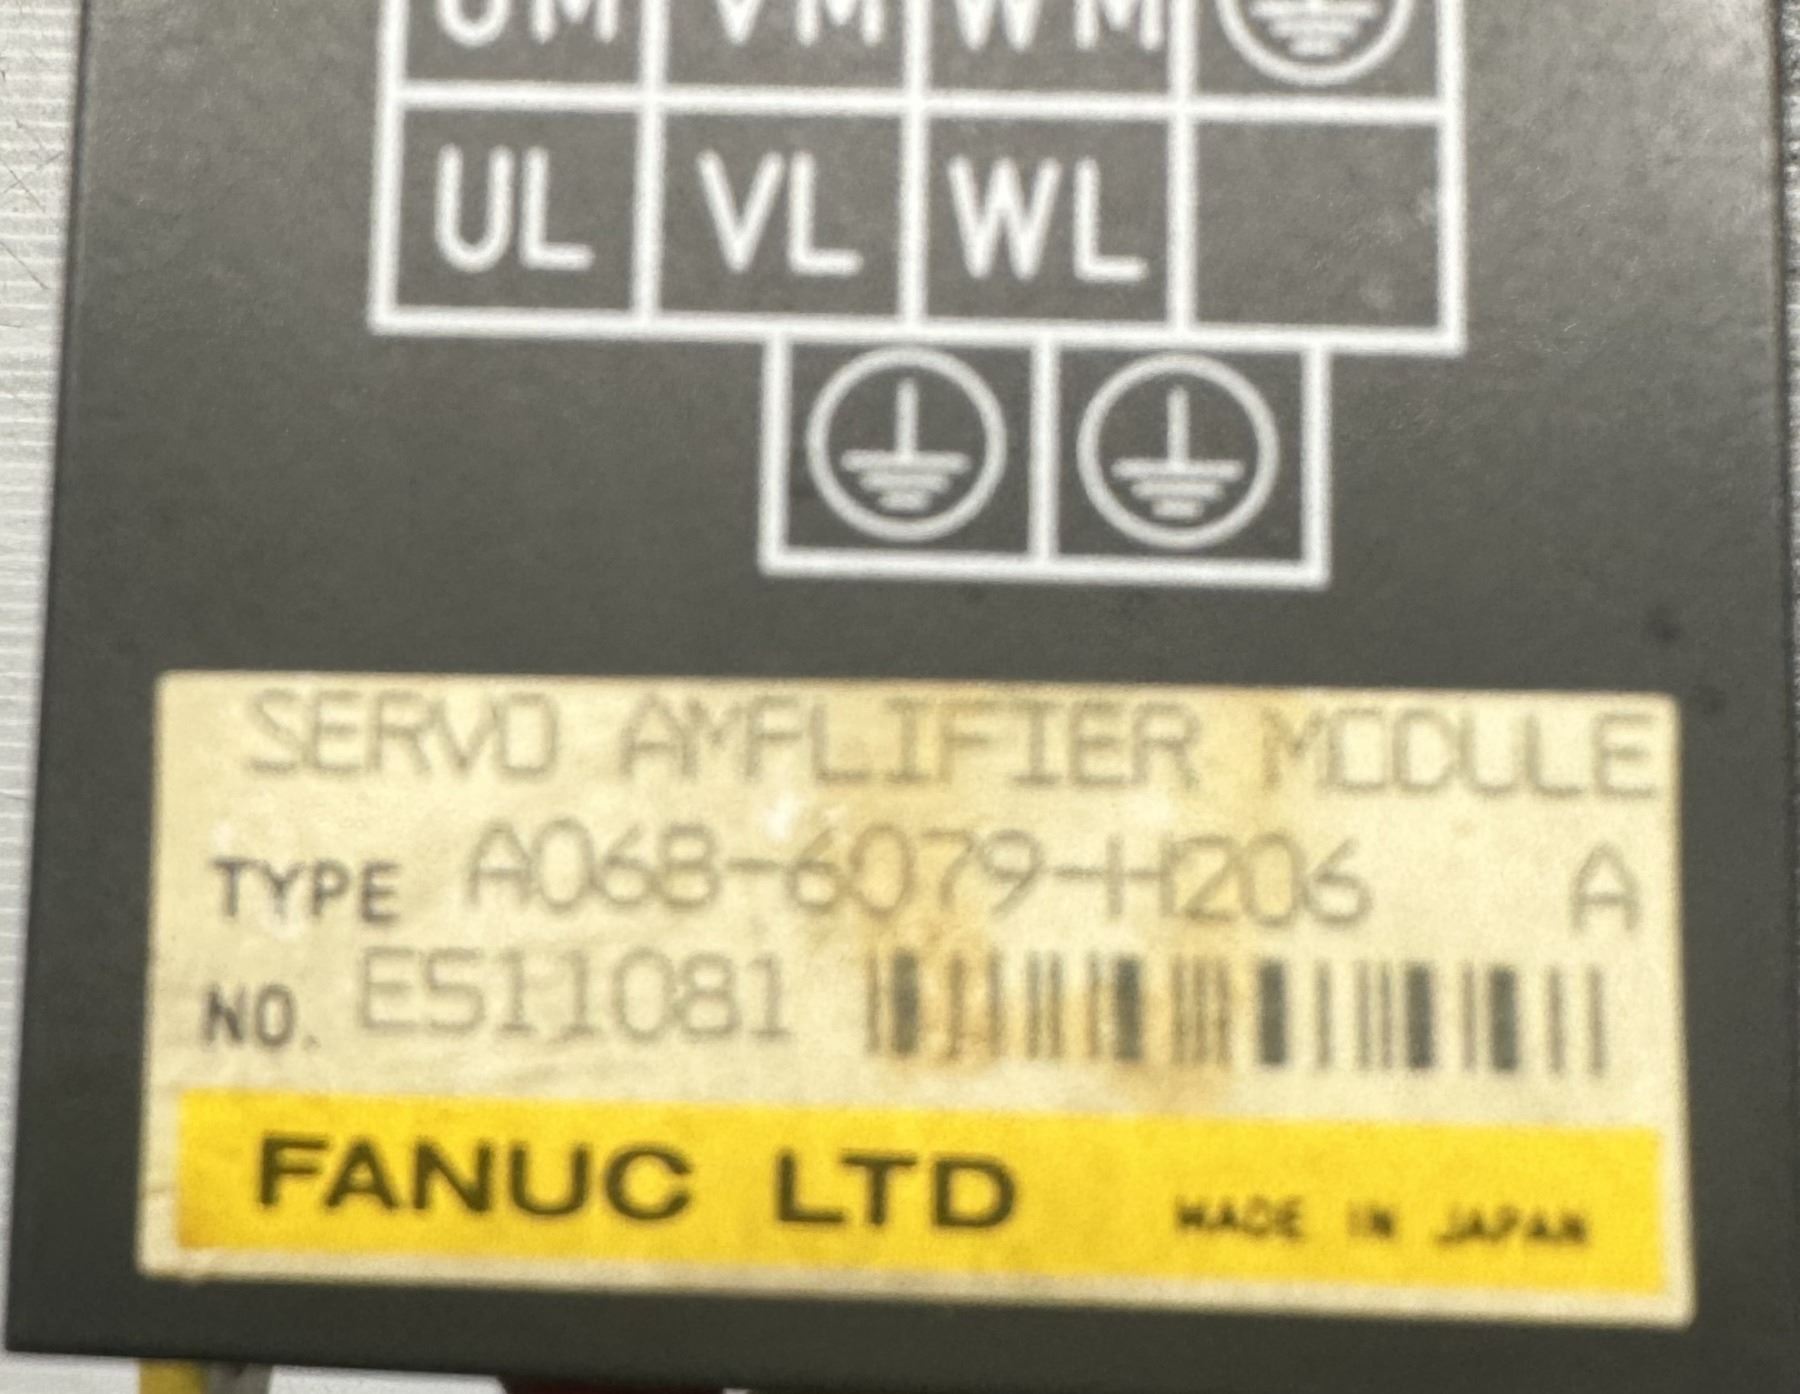 UM VM WM
UL VL WL
SERVO AMPLIFIER MODULE
TYPE A06B-6079-H206 A
NO. ES11081
FANUC LTD MADE IN JAPAN